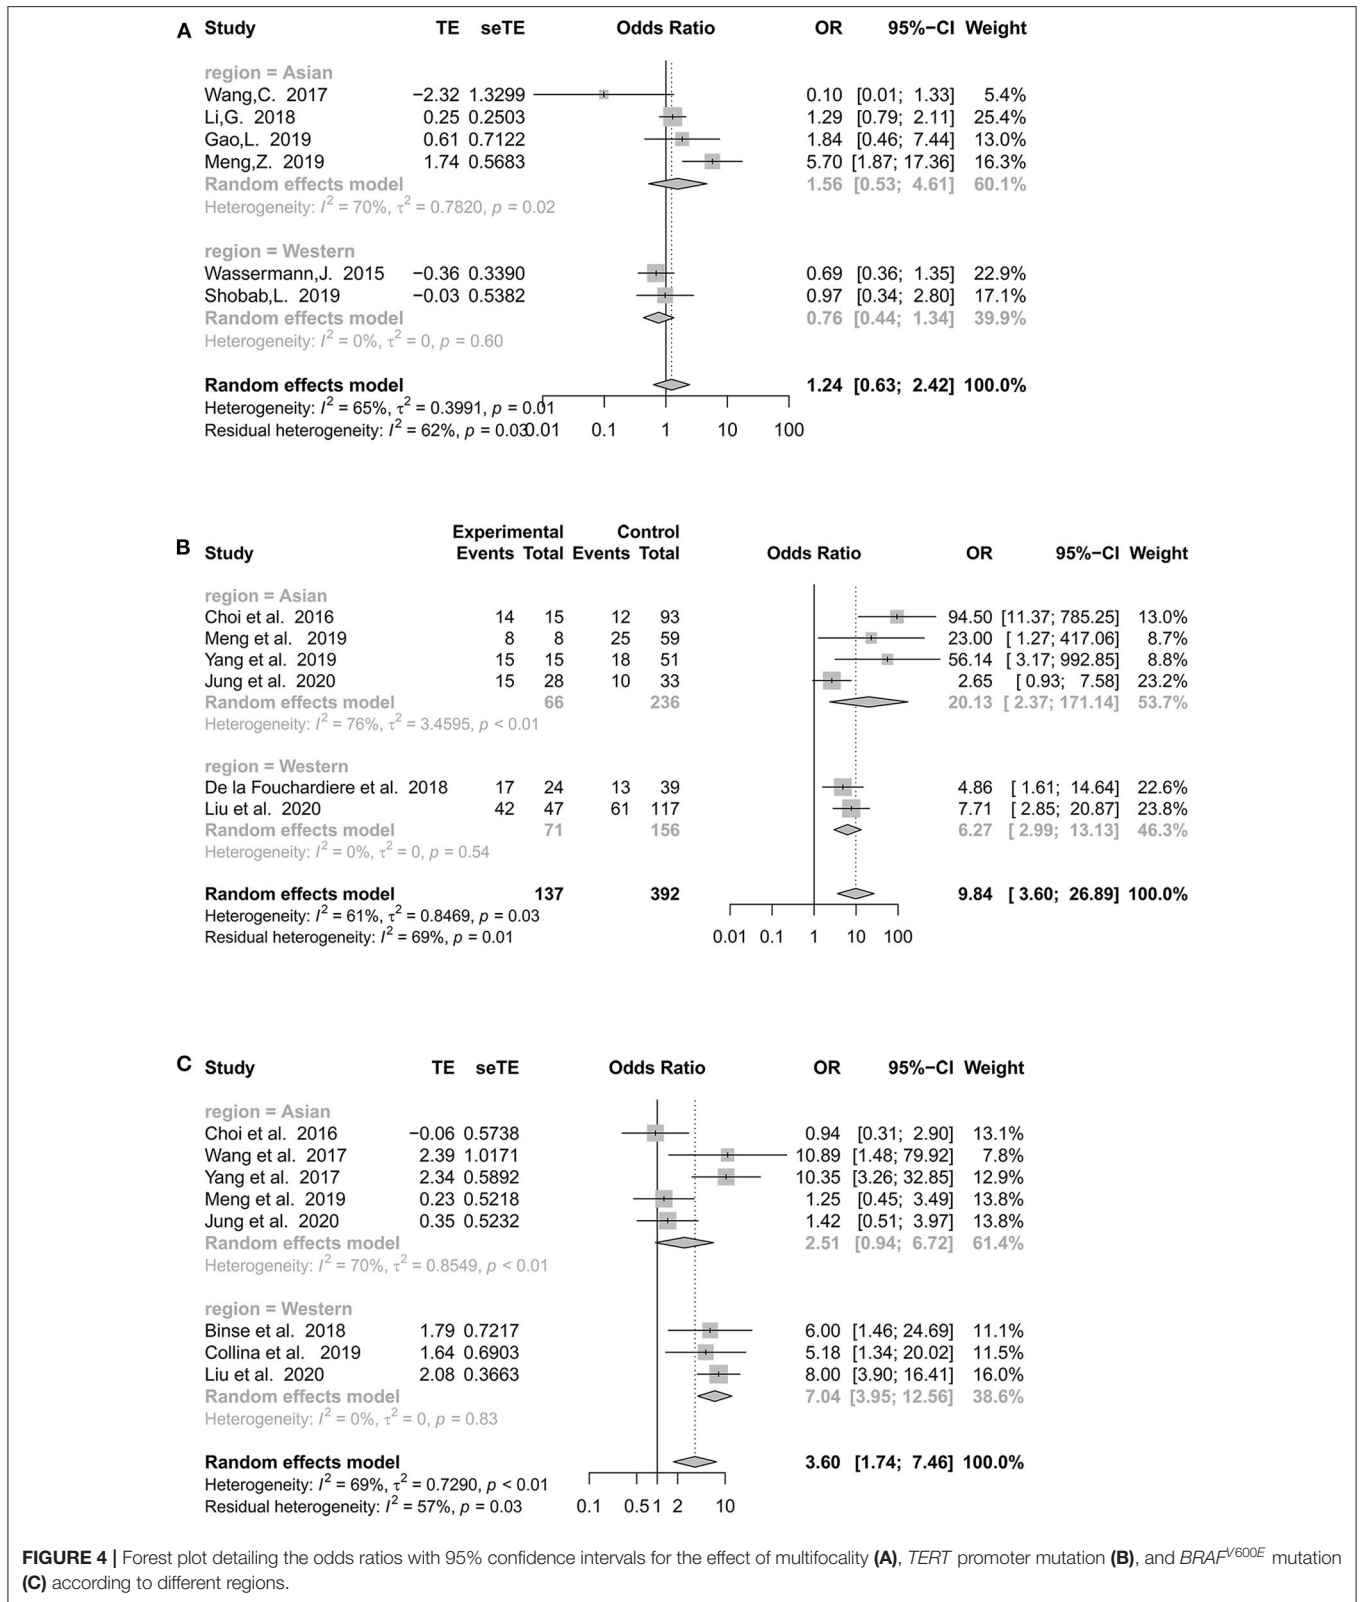 A Study TE seTE Odds Ratio OR 95%−CI Weight
region = Asian
Wang,C. 2017 −2.32 1.3299 0.10 [0.01; 1.33] 5.4%
Li,G. 2018 0.25 0.2503 1.29 [0.79; 2.11] 25.4%
Gao,L. 2019 0.61 0.7122 1.84 [0.46; 7.44] 13.0%
Meng,Z. 2019 1.74 0.5683 5.70 [1.87; 17.36] 16.3%
Random effects model 1.56 [0.53; 4.61] 60.1%
Heterogeneity: I² = 70%, τ² = 0.7820, p = 0.02
region = Western
Wassermann,J. 2015 −0.36 0.3390 0.69 [0.36; 1.35] 22.9%
Shobab,L. 2019 −0.03 0.5382 0.97 [0.34; 2.80] 17.1%
Random effects model 0.76 [0.44; 1.34] 39.9%
Heterogeneity: I² = 0%, τ² = 0, p = 0.60
Random effects model 1.24 [0.63; 2.42] 100.0%
Heterogeneity: I² = 65%, τ² = 0.3991, p = 0.01
Residual heterogeneity: I² = 62%, p = 0.03 0.01 0.1 1 10 100
Experimental Control
B Study Events Total Events Total Odds Ratio OR 95%−CI Weight
region = Asian
Choi et al. 2016 14 15 12 93 94.50 [11.37; 785.25] 13.0%
Meng et al. 2019 8 8 25 59 23.00 [ 1.27; 417.06] 8.7%
Yang et al. 2019 15 15 18 51 56.14 [ 3.17; 992.85] 8.8%
Jung et al. 2020 15 28 10 33 2.65 [ 0.93; 7.58] 23.2%
Random effects model 66 236 20.13 [ 2.37; 171.14] 53.7%
Heterogeneity: I² = 76%, τ² = 3.4595, p < 0.01
region = Western
De la Fouchardiere et al. 2018 17 24 13 39 4.86 [ 1.61; 14.64] 22.6%
Liu et al. 2020 42 47 61 117 7.71 [ 2.85; 20.87] 23.8%
Random effects model 71 156 6.27 [ 2.99; 13.13] 46.3%
Heterogeneity: I² = 0%, τ² = 0, p = 0.54
Random effects model 137 392 9.84 [ 3.60; 26.89] 100.0%
Heterogeneity: I² = 61%, τ² = 0.8469, p = 0.03
Residual heterogeneity: I² = 69%, p = 0.01 0.01 0.1 1 10 100
C Study TE seTE Odds Ratio OR 95%−CI Weight
region = Asian
Choi et al. 2016 −0.06 0.5738 0.94 [0.31; 2.90] 13.1%
Wang et al. 2017 2.39 1.0171 10.89 [1.48; 79.92] 7.8%
Yang et al. 2017 2.34 0.5892 10.35 [3.26; 32.85] 12.9%
Meng et al. 2019 0.23 0.5218 1.25 [0.45; 3.49] 13.8%
Jung et al. 2020 0.35 0.5232 1.42 [0.51; 3.97] 13.8%
Random effects model 2.51 [0.94; 6.72] 61.4%
Heterogeneity: I² = 70%, τ² = 0.8549, p < 0.01
region = Western
Binse et al. 2018 1.79 0.7217 6.00 [1.46; 24.69] 11.1%
Collina et al. 2019 1.64 0.6903 5.18 [1.34; 20.02] 11.5%
Liu et al. 2020 2.08 0.3663 8.00 [3.90; 16.41] 16.0%
Random effects model 7.04 [3.95; 12.56] 38.6%
Heterogeneity: I² = 0%, τ² = 0, p = 0.83
Random effects model 3.60 [1.74; 7.46] 100.0%
Heterogeneity: I² = 69%, τ² = 0.7290, p < 0.01
Residual heterogeneity: I² = 57%, p = 0.03 0.1 0.5 1 2 10
FIGURE 4 | Forest plot detailing the odds ratios with 95% confidence intervals for the effect of multifocality (A), TERT promoter mutation (B), and BRAF^V600E mutation
(C) according to different regions.